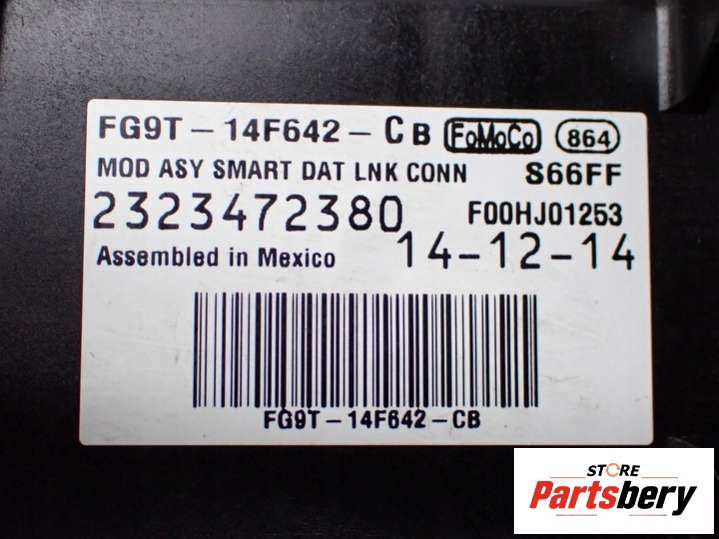 FG9T-14F642-CB FoMoCo 864
MOD ASY SMART DAT LNK CONN S66FF
2323472380 F00HJ01253
Assembled in Mexico 14-12-14
FG9T-14F642-CB
STORE
Partsbery